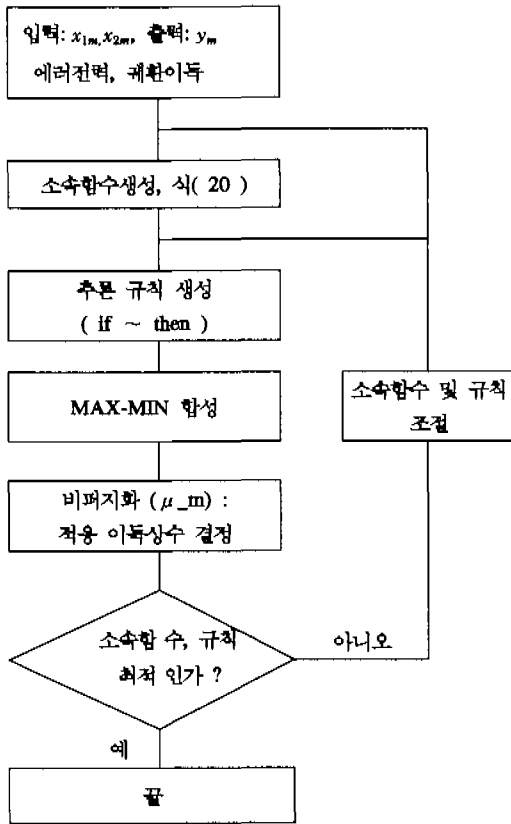 입력: x₁ₘ,x₂ₘ, 출력: yₘ
에러전력, 궤환이득
소속함수생성, 식( 20 )
추론 규칙 생성
( if ~ then )
MAX-MIN 합성
소속함수 및 규칙
조절
비퍼지화 (μ_m) :
적응 이득상수 결정
소속함 수, 규칙
최적 인가 ?
아니오
예
끝